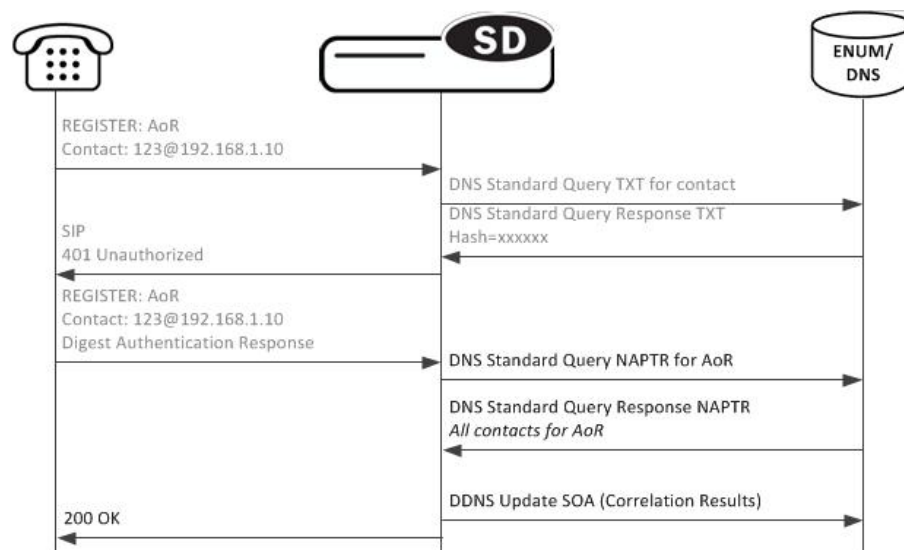 SD
ENUM/
DNS
REGISTER: AoR
Contact: 123@192.168.1.10
DNS Standard Query TXT for contact
DNS Standard Query Response TXT
Hash=xxxxxx
SIP
401 Unauthorized
REGISTER: AoR
Contact: 123@192.168.1.10
Digest Authentication Response
DNS Standard Query NAPTR for AoR
DNS Standard Query Response NAPTR
All contacts for AoR
DDNS Update SOA (Correlation Results)
200 OK